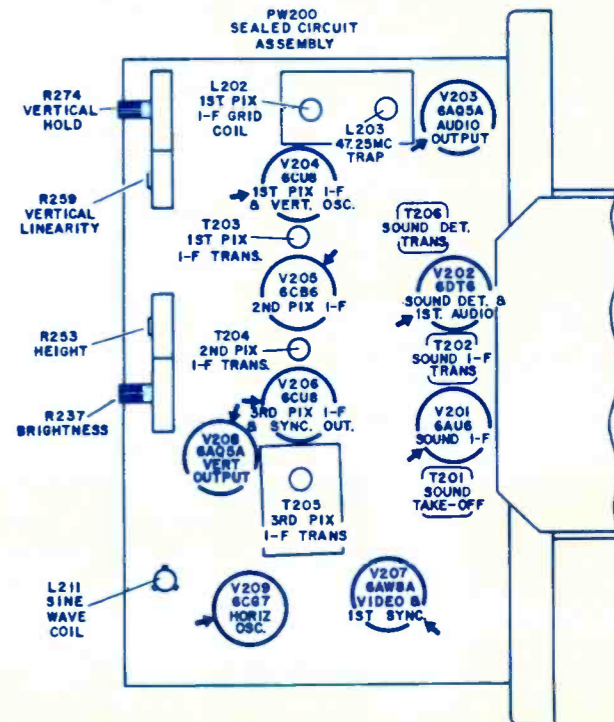 PW200
SEALED CIRCUIT
ASSEMBLY
R274
VERTICAL
HOLD
L202
1ST PIX
I-F GRID
COIL
L203
47.25MC
TRAP
V203
6AQ5A
AUDIO
OUTPUT
V204
6CU8
1ST PIX I-F
& VERT. OSC.
R259
VERTICAL
LINEARITY
T203
1ST PIX
I-F TRANS.
T206
SOUND DET.
TRANS.
V205
6CB6
2ND PIX I-F
V202
6DT6
SOUND DET. &
1ST. AUDIO
R253
HEIGHT
T204
2ND PIX
I-F TRANS.
T202
SOUND I-F
TRANS
R237
BRIGHTNESS
V206
6CU8
3RD PIX I-F
& SYNC. OUT.
V201
6AU6
SOUND I-F
V208
6AQ5A
VERT
OUTPUT
T205
3RD PIX
I-F TRANS
T201
SOUND
TAKE-OFF
L211
SINE
WAVE
COIL
V209
6CG7
HORIZ
OSC.
V207
6AW8A
VIDEO &
1ST SYNC.